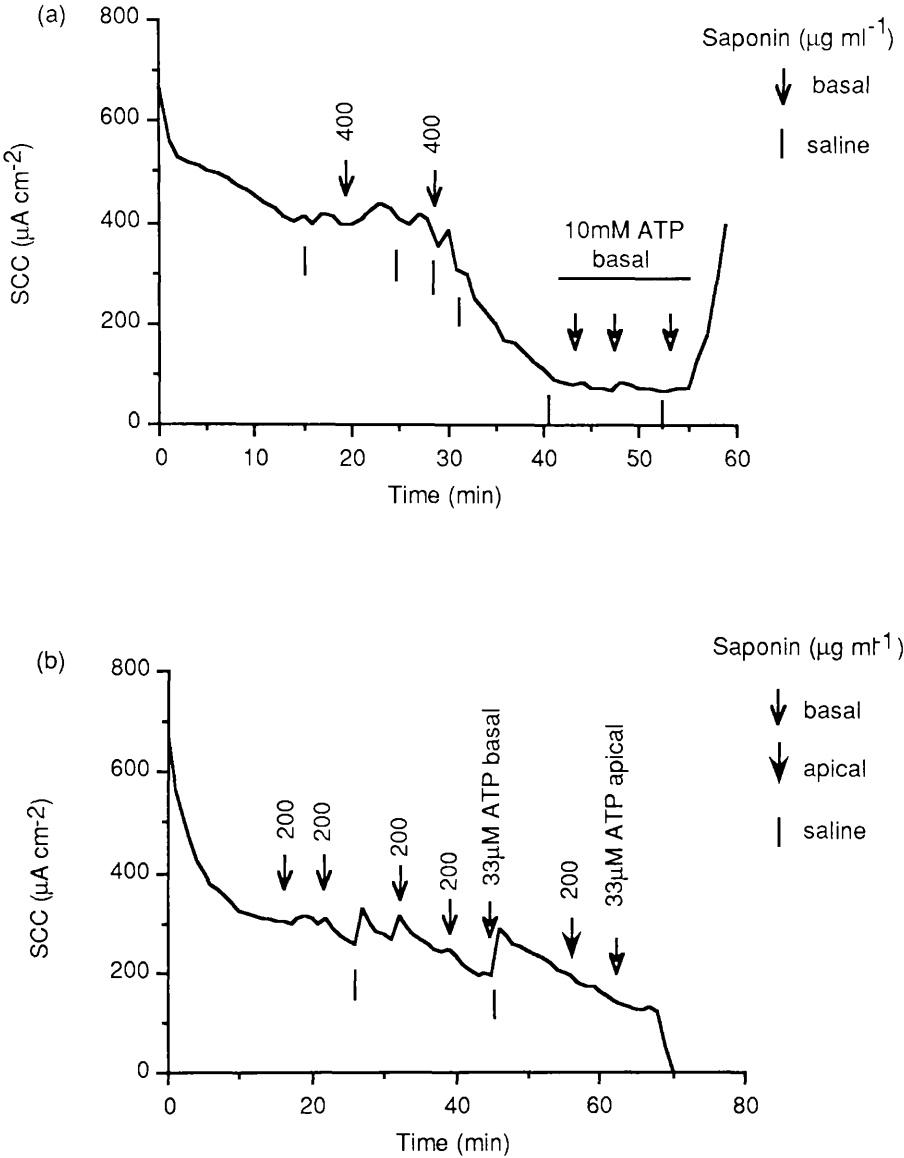 (a)
800
600
400
200
0
SCC (μA cm-2)
0 10 20 30 40 50 60
Time (min)
400
400
10mM ATP
basal
Saponin (μg ml-1)
basal
saline
(b)
800
600
400
200
0
SCC (μA cm-2)
0 20 40 60 80
Time (min)
200
200
200
200
33μM ATP basal
200
33μM ATP apical
Saponin (μg mt1)
basal
apical
saline